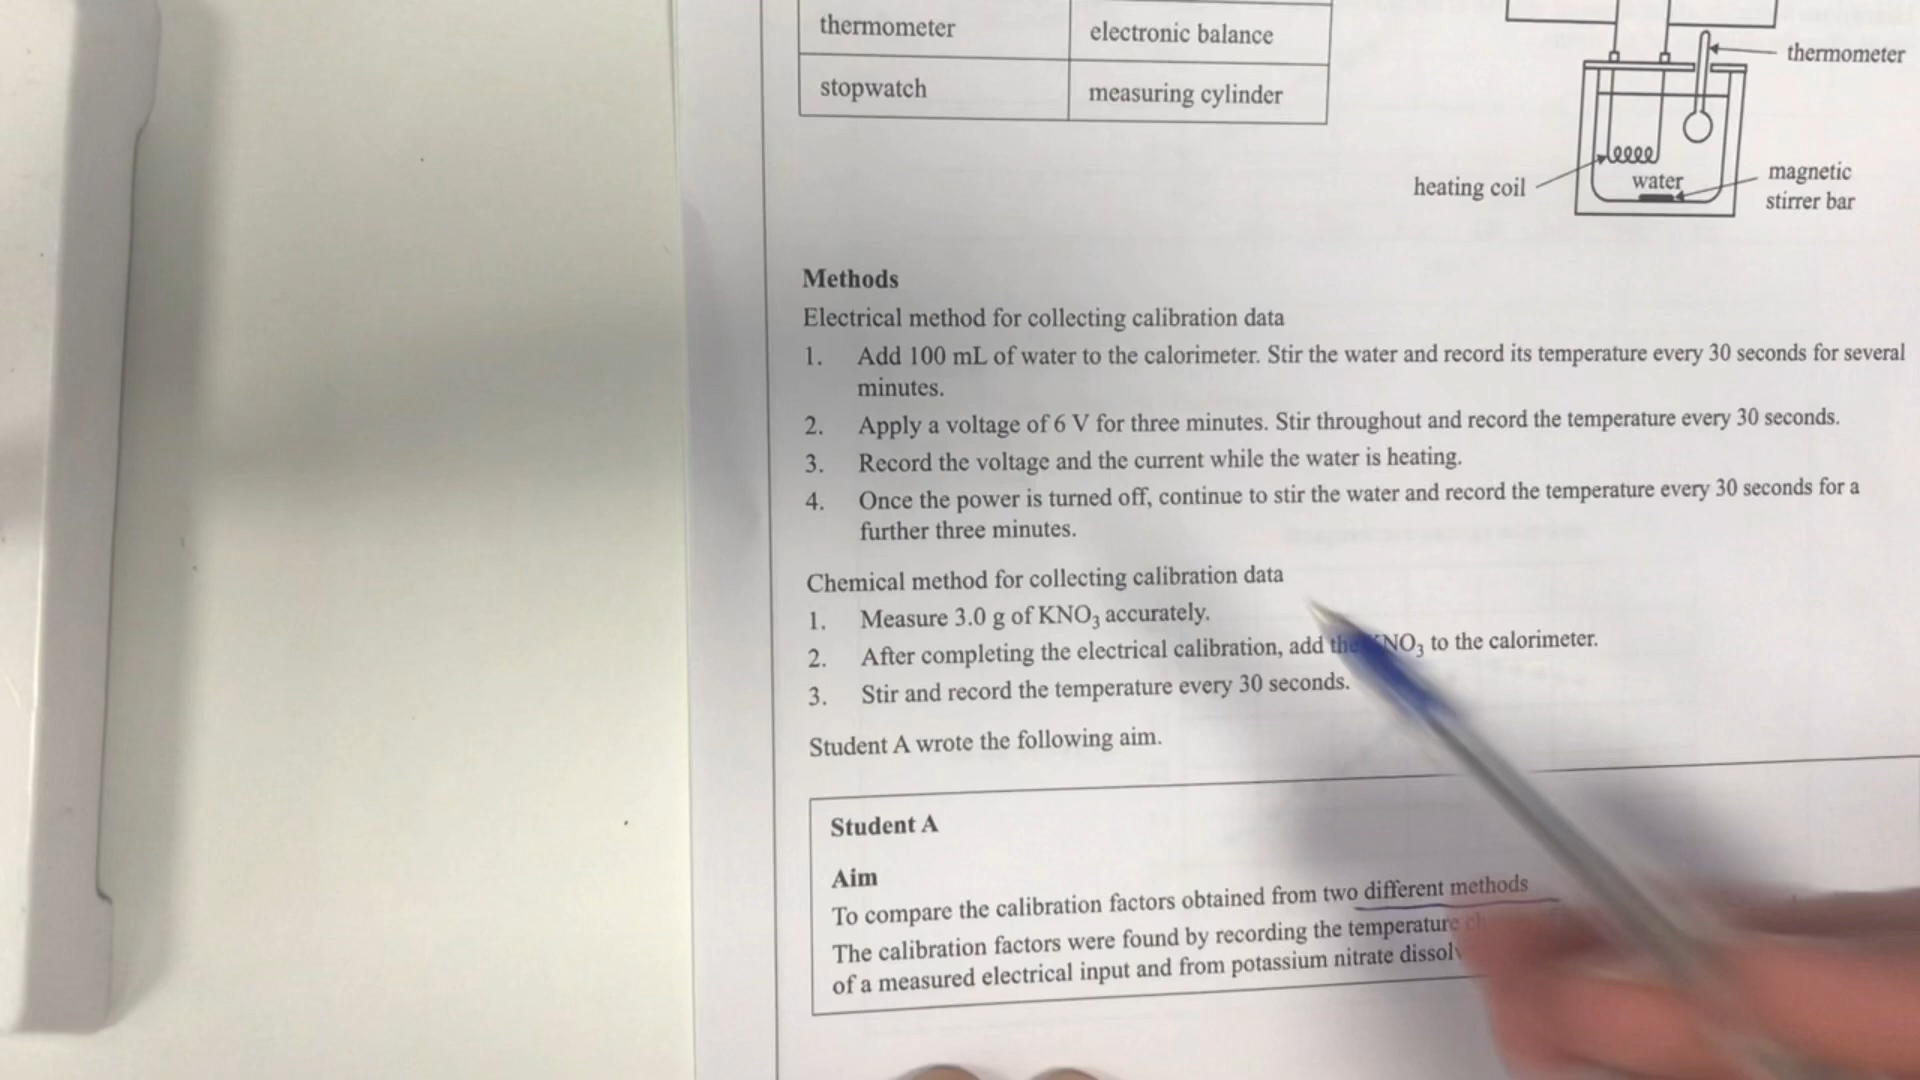 thermometer electronic balance
stopwatch measuring cylinder
thermometer
heating coil
water
magnetic
stirrer bar
Methods
Electrical method for collecting calibration data
1. Add 100 mL of water to the calorimeter. Stir the water and record its temperature every 30 seconds for several
minutes.
2. Apply a voltage of 6 V for three minutes. Stir throughout and record the temperature every 30 seconds.
3. Record the voltage and the current while the water is heating.
4. Once the power is turned off, continue to stir the water and record the temperature every 30 seconds for a
further three minutes.
Chemical method for collecting calibration data
1. Measure 3.0 g of KNO₃ accurately.
2. After completing the electrical calibration, add the KNO₃ to the calorimeter.
3. Stir and record the temperature every 30 seconds.
Student A wrote the following aim.
Student A
Aim
To compare the calibration factors obtained from two different methods
The calibration factors were found by recording the temperature
of a measured electrical input and from potassium nitrate